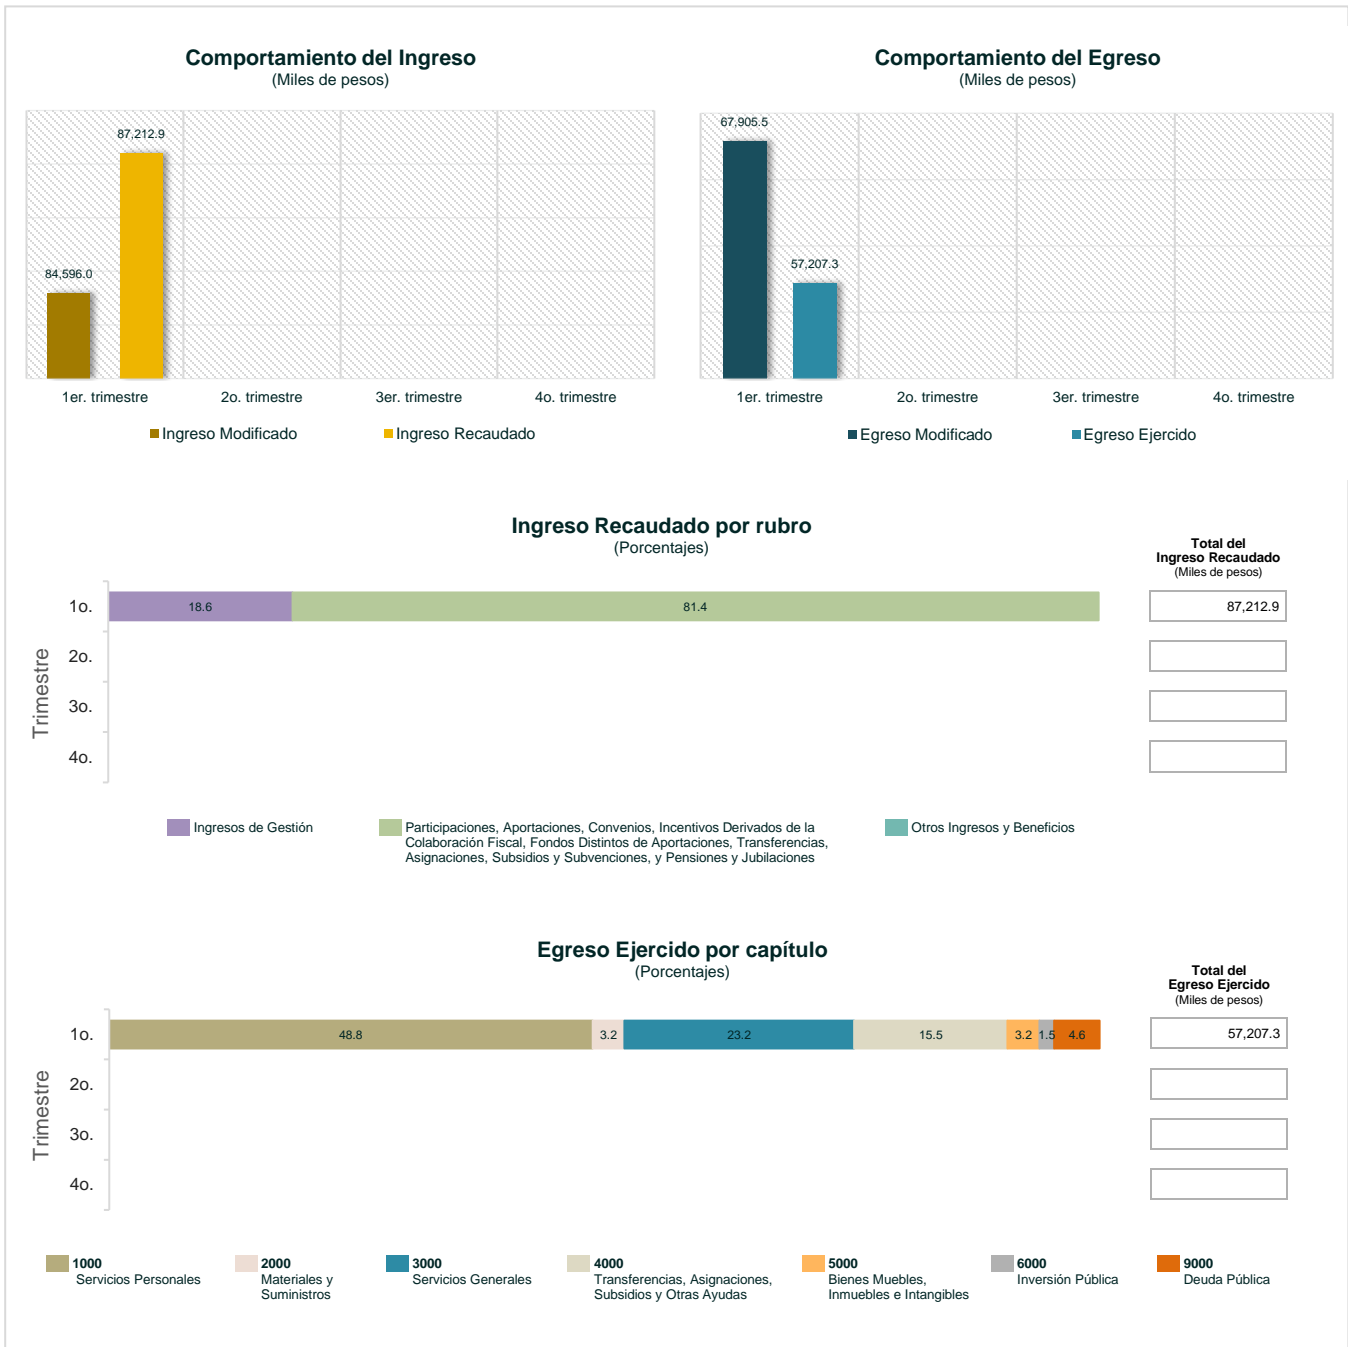 Comportamiento del Ingreso
(Miles de pesos)
87,212.9
84,596.0
1er. trimestre
2o. trimestre
3er. trimestre
4o. trimestre
Ingreso Modificado
Ingreso Recaudado
Comportamiento del Egreso
(Miles de pesos)
67,905.5
57,207.3
1er. trimestre
2o. trimestre
3er. trimestre
4o. trimestre
Egreso Modificado
Egreso Ejercido
Ingreso Recaudado por rubro
(Porcentajes)
Total del
Ingreso Recaudado
(Miles de pesos)
Trimestre
1o.
18.6
81.4
87,212.9
2o.
3o.
4o.
Ingresos de Gestión
Participaciones, Aportaciones, Convenios, Incentivos Derivados de la
Colaboración Fiscal, Fondos Distintos de Aportaciones, Transferencias,
Asignaciones, Subsidios y Subvenciones, y Pensiones y Jubilaciones
Otros Ingresos y Beneficios
Egreso Ejercido por capítulo
(Porcentajes)
Total del
Egreso Ejercido
(Miles de pesos)
Trimestre
1o.
48.8
3.2
23.2
15.5
3.2
1.5
4.6
57,207.3
2o.
3o.
4o.
1000
Servicios Personales
2000
Materiales y
Suministros
3000
Servicios Generales
4000
Transferencias, Asignaciones,
Subsidios y Otras Ayudas
5000
Bienes Muebles,
Inmuebles e Intangibles
6000
Inversión Pública
9000
Deuda Pública